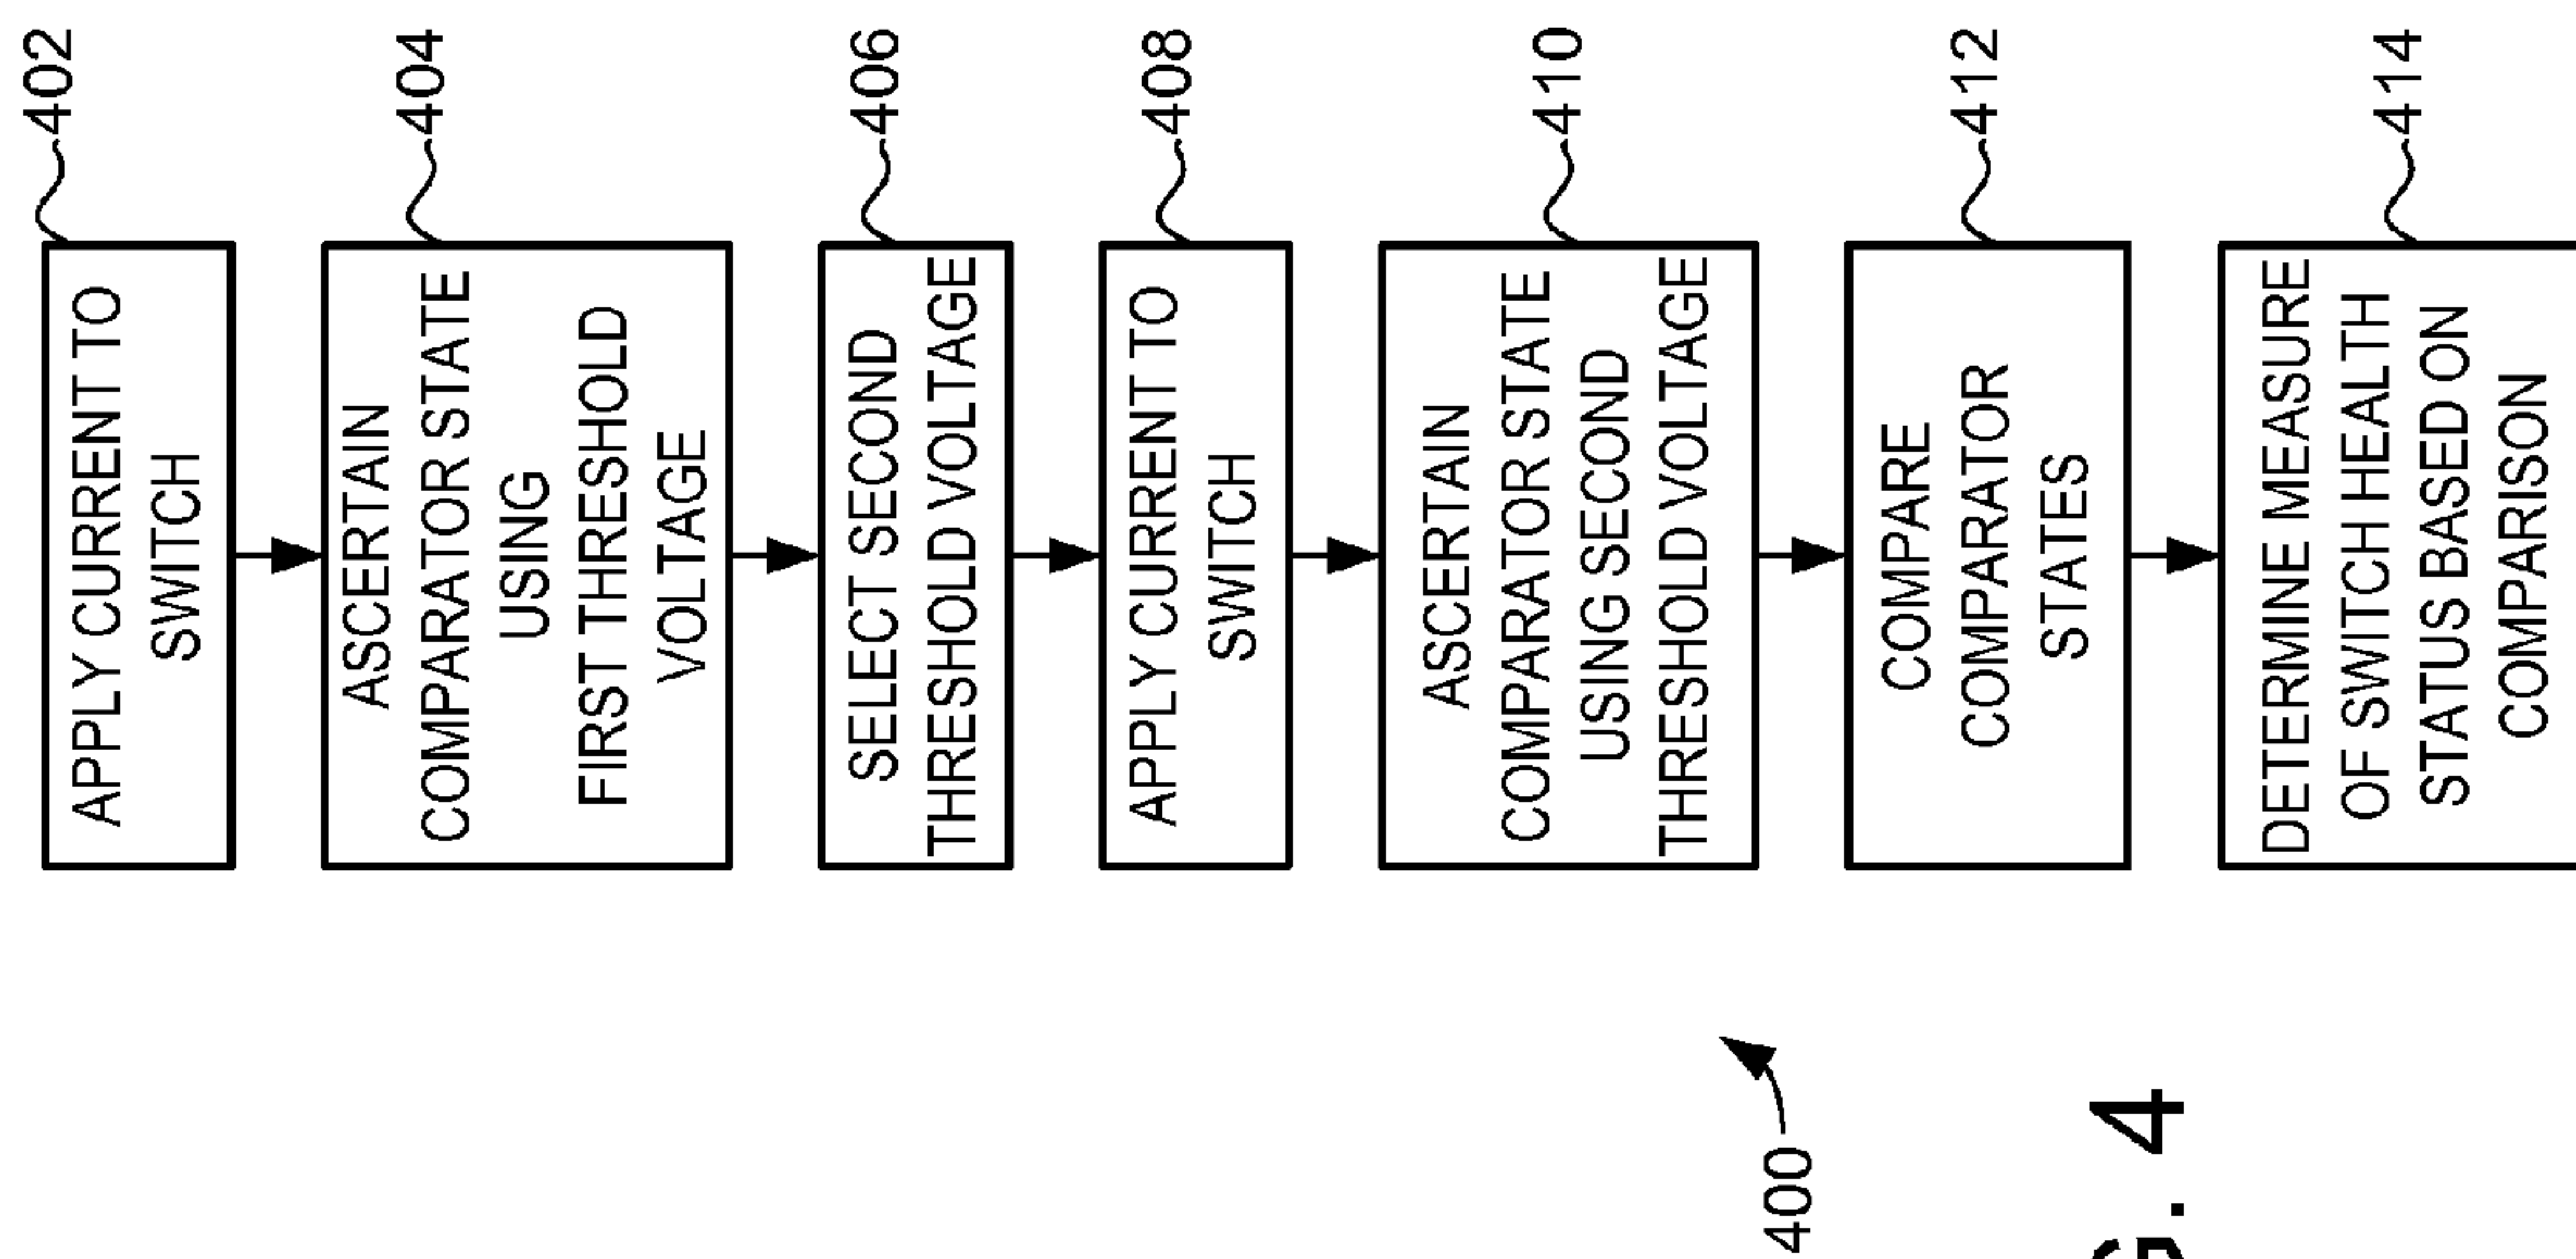 402
APPLY CURRENT TO
SWITCH
404
ASCERTAIN
COMPARATOR STATE
USING
FIRST THRESHOLD
VOLTAGE
406
SELECT SECOND
THRESHOLD VOLTAGE
408
APPLY CURRENT TO
SWITCH
410
ASCERTAIN
COMPARATOR STATE
USING SECOND
THRESHOLD VOLTAGE
412
COMPARE
COMPARATOR
STATES
414
DETERMINE MEASURE
OF SWITCH HEALTH
STATUS BASED ON
COMPARISON
400
G. 4